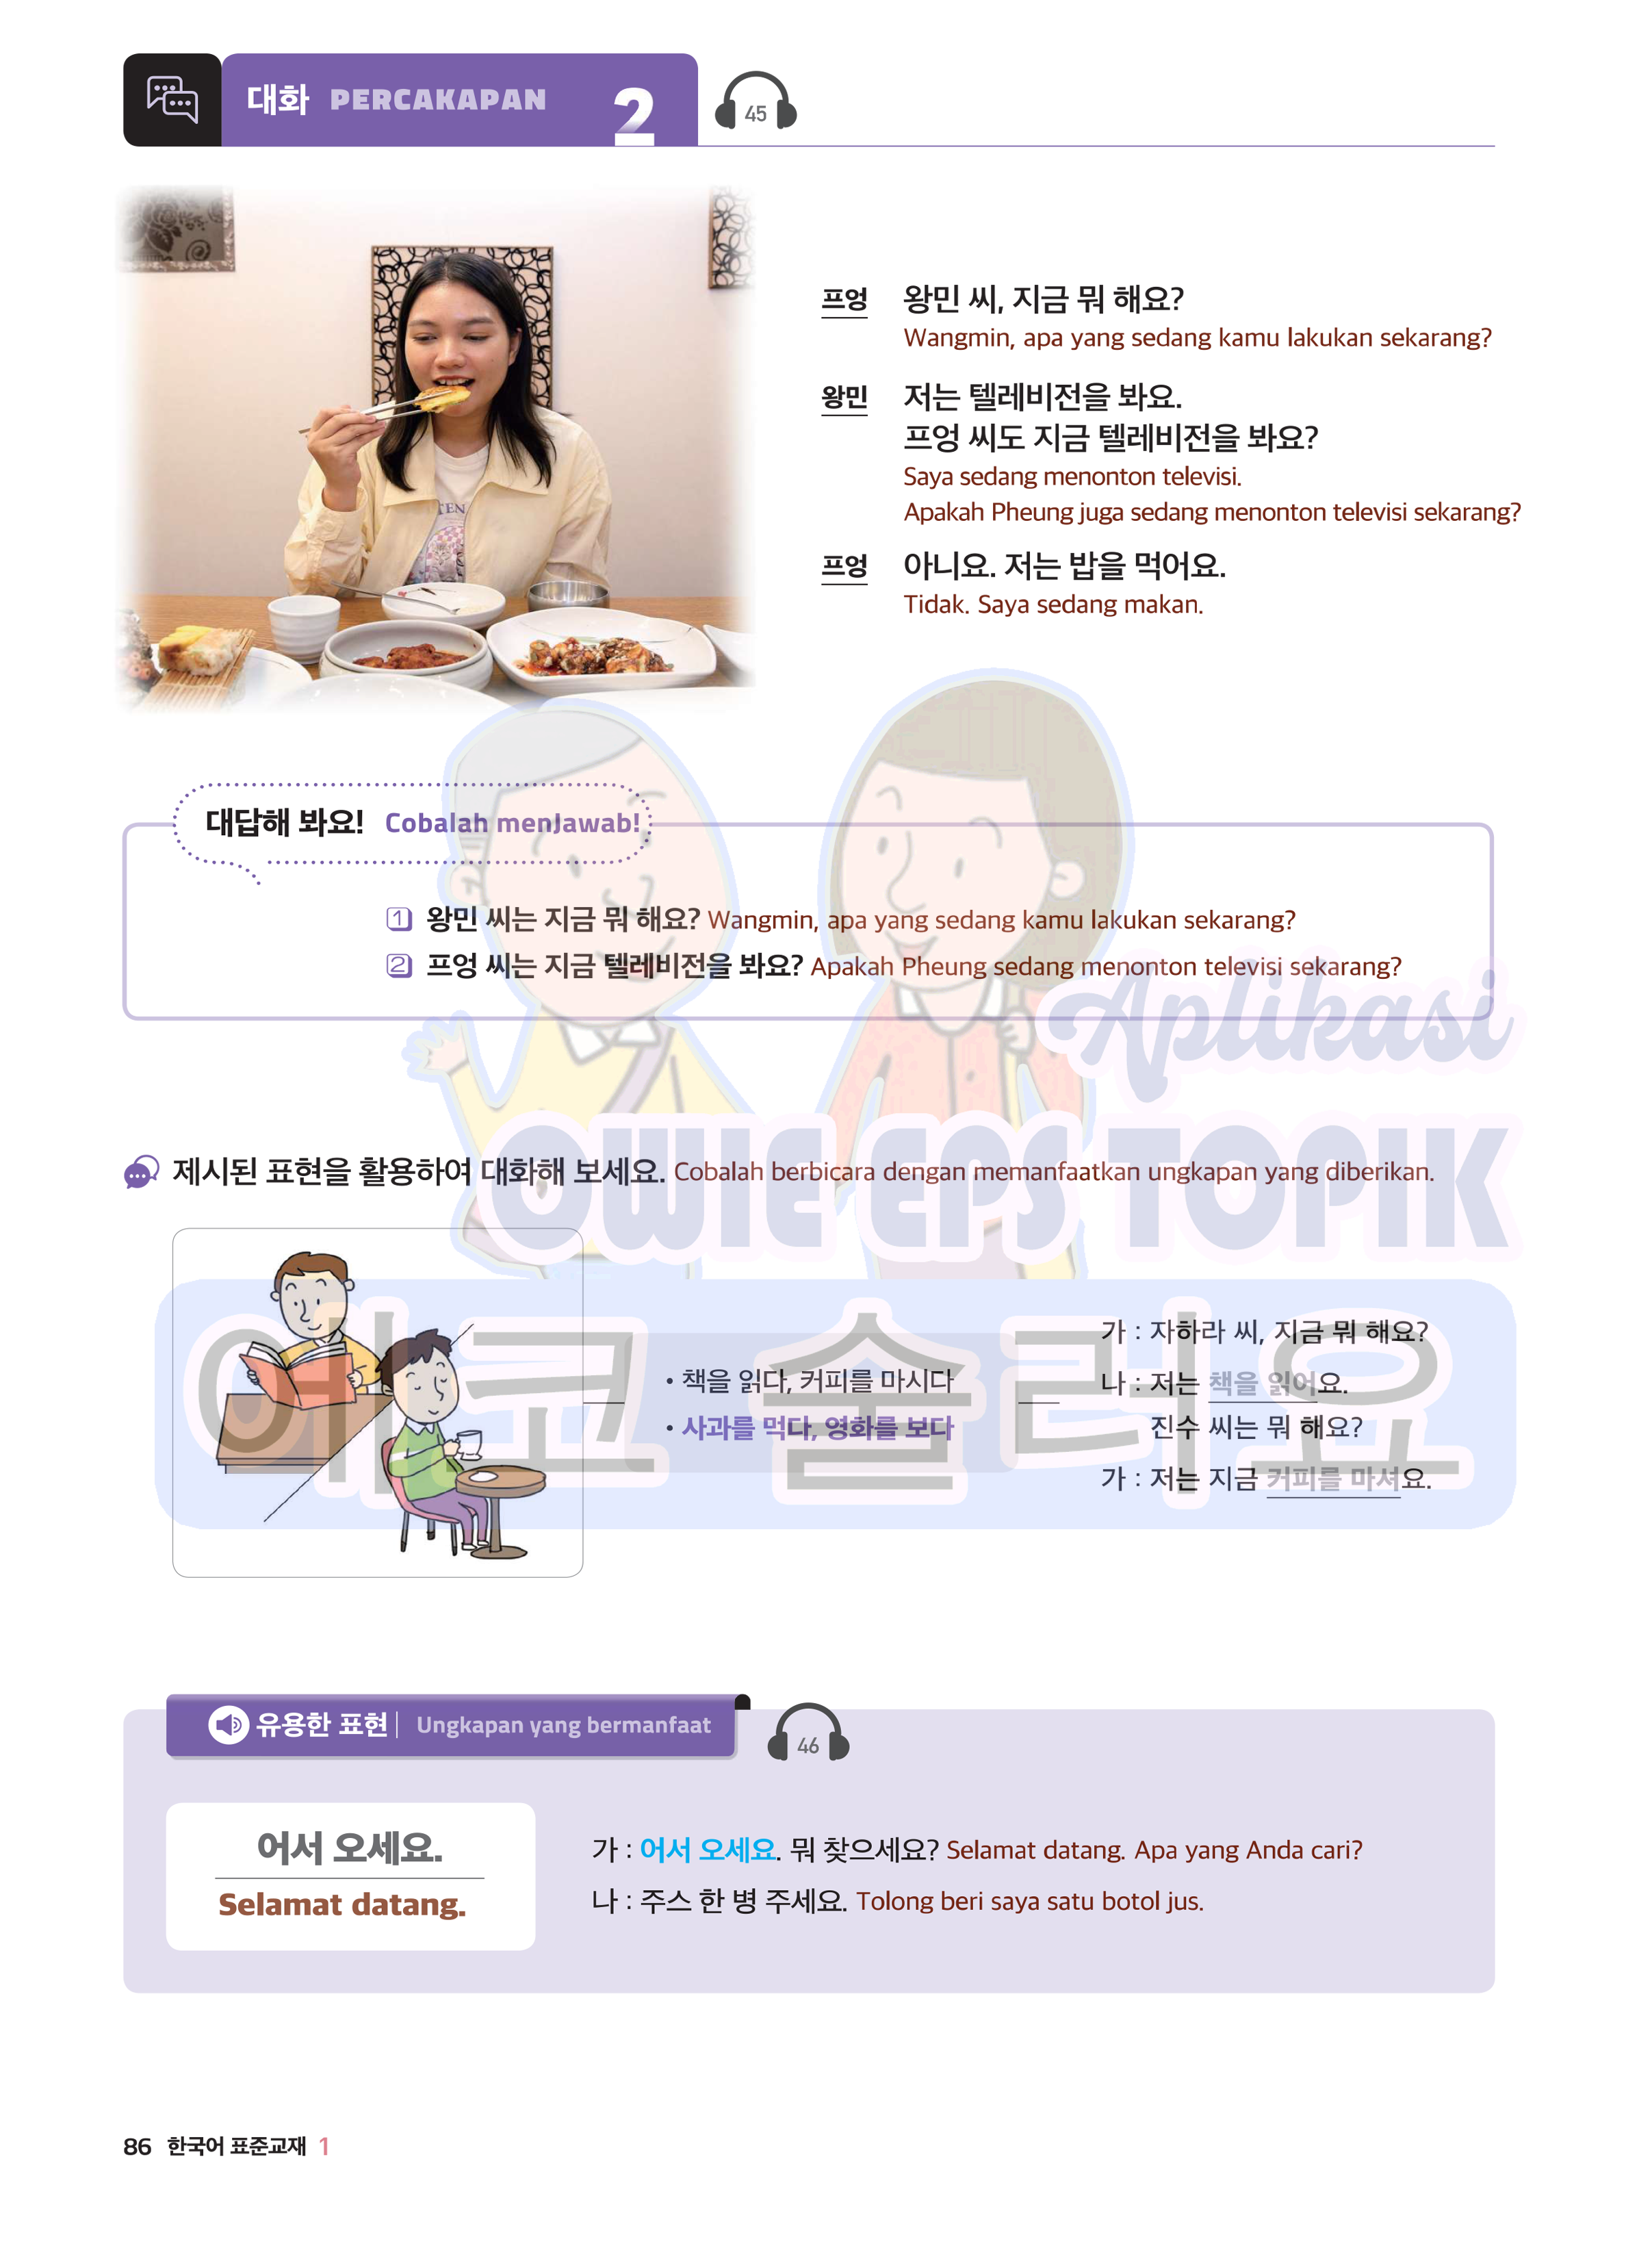 대화 PERCAKAPAN 2
45
프엉 왕민 씨, 지금 뭐 해요?
Wangmin, apa yang sedang kamu lakukan sekarang?
왕민 저는 텔레비전을 봐요.
프엉 씨도 지금 텔레비전을 봐요?
Saya sedang menonton televisi.
Apakah Pheung juga sedang menonton televisi sekarang?
프엉 아니요. 저는 밥을 먹어요.
Tidak. Saya sedang makan.
대답해 봐요! Cobalah menjawab!
1 왕민 씨는 지금 뭐 해요? Wangmin, apa yang sedang kamu lakukan sekarang?
2 프엉 씨는 지금 텔레비전을 봐요? Apakah Pheung sedang menonton televisi sekarang?
Aplikasi
OWIE EPS TOPIK
제시된 표현을 활용하여 대화해 보세요. Cobalah berbicara dengan memanfaatkan ungkapan yang diberikan.
에코 술러요
• 책을 읽다, 커피를 마시다
• 사과를 먹다, 영화를 보다
가 : 자하라 씨, 지금 뭐 해요?
나 : 저는 책을 읽어요.
진수 씨는 뭐 해요?
가 : 저는 지금 커피를 마셔요.
유용한 표현 | Ungkapan yang bermanfaat
46
어서 오세요.
Selamat datang.
가 : 어서 오세요. 뭐 찾으세요? Selamat datang. Apa yang Anda cari?
나 : 주스 한 병 주세요. Tolong beri saya satu botol jus.
86 한국어 표준교재 1